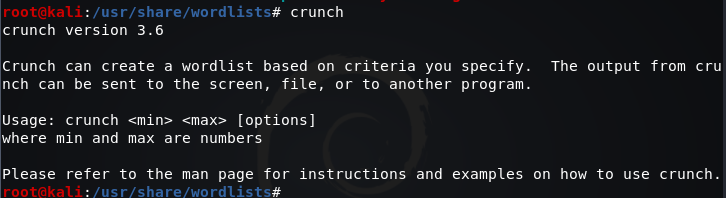 root@kali:/usr/share/wordlists# crunch
crunch version 3.6
Crunch can create a wordlist based on criteria you specify.  The output from cru
nch can be sent to the screen, file, or to another program.
Usage: crunch <min> <max> [options]
where min and max are numbers
Please refer to the man page for instructions and examples on how to use crunch.
root@kali:/usr/share/wordlists#